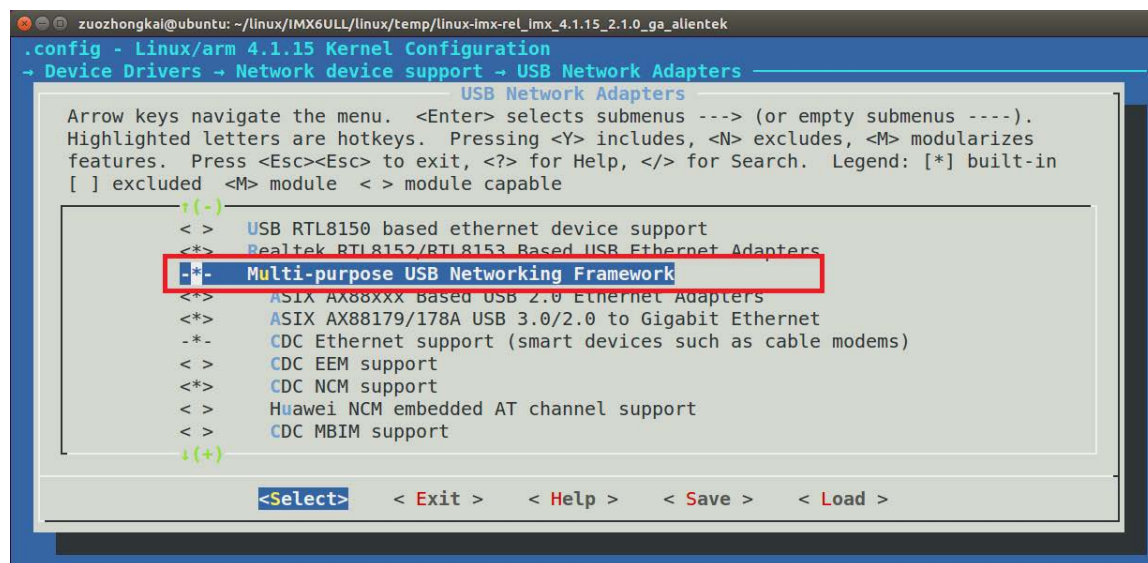 zuozhongkai@ubuntu: ~/linux/IMX6ULL/linux/temp/linux-imx-rel_imx_4.1.15_2.1.0_ga_alientek
.config - Linux/arm 4.1.15 Kernel Configuration
→ Device Drivers → Network device support → USB Network Adapters
USB Network Adapters
Arrow keys navigate the menu. <Enter> selects submenus ---> (or empty submenus ----).
Highlighted letters are hotkeys. Pressing <Y> includes, <N> excludes, <M> modularizes
features. Press <Esc><Esc> to exit, <?> for Help, </> for Search. Legend: [*] built-in
[ ] excluded <M> module < > module capable
↑(-)
< > USB RTL8150 based ethernet device support
<*> Realtek RTL8152/RTL8153 Based USB Ethernet Adapters
-*- Multi-purpose USB Networking Framework
<*> ASIX AX88xxx Based USB 2.0 Ethernet Adapters
<*> ASIX AX88179/178A USB 3.0/2.0 to Gigabit Ethernet
-*- CDC Ethernet support (smart devices such as cable modems)
< > CDC EEM support
<*> CDC NCM support
< > Huawei NCM embedded AT channel support
< > CDC MBIM support
↓(+)
<Select> < Exit > < Help > < Save > < Load >